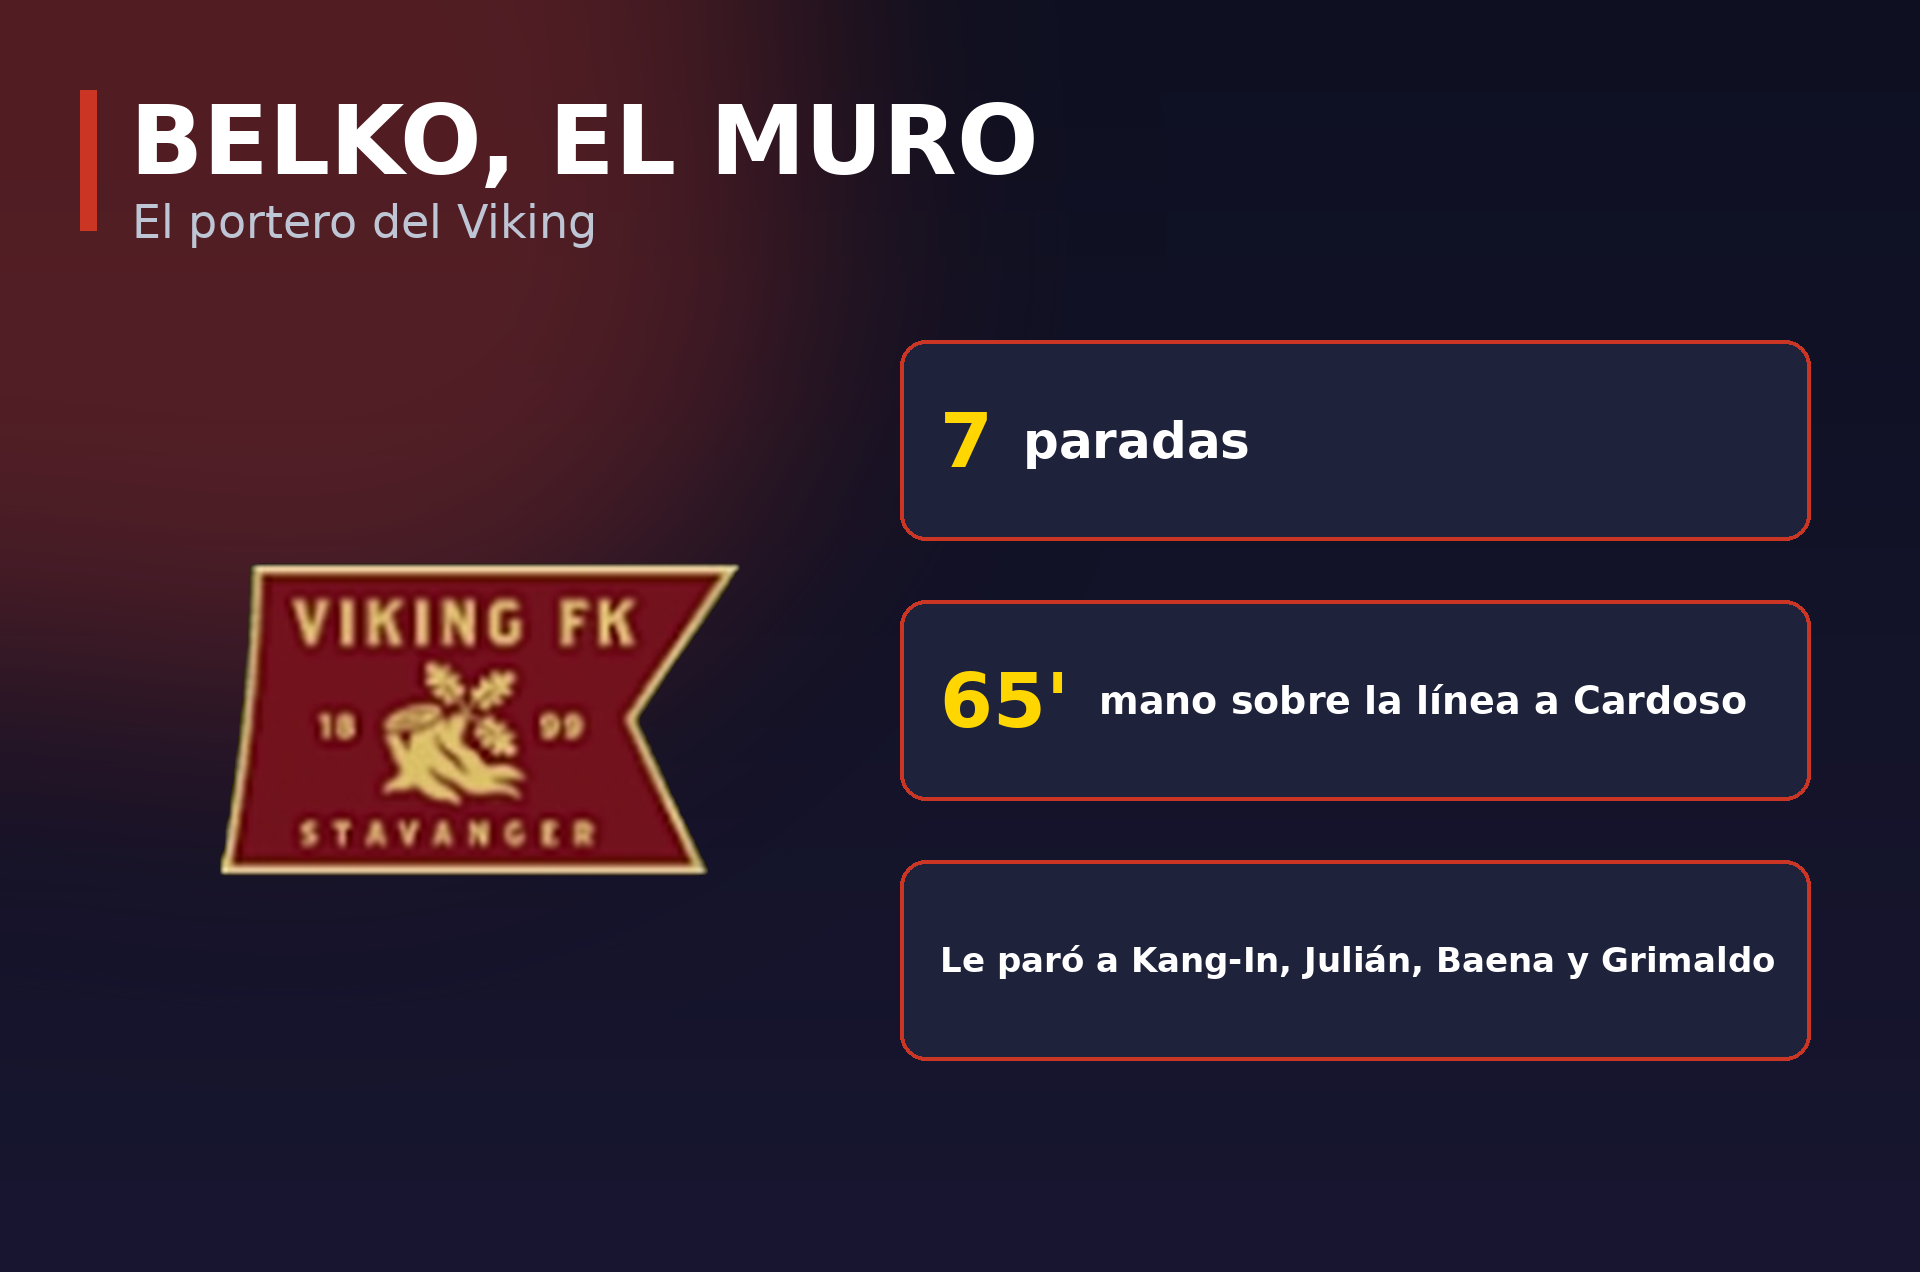 BELKO, EL MURO
El portero del Viking
7 paradas
VIKING FK
18 99
STAVANGER
65' mano sobre la línea a Cardoso
Le paró a Kang-In, Julián, Baena y Grimaldo